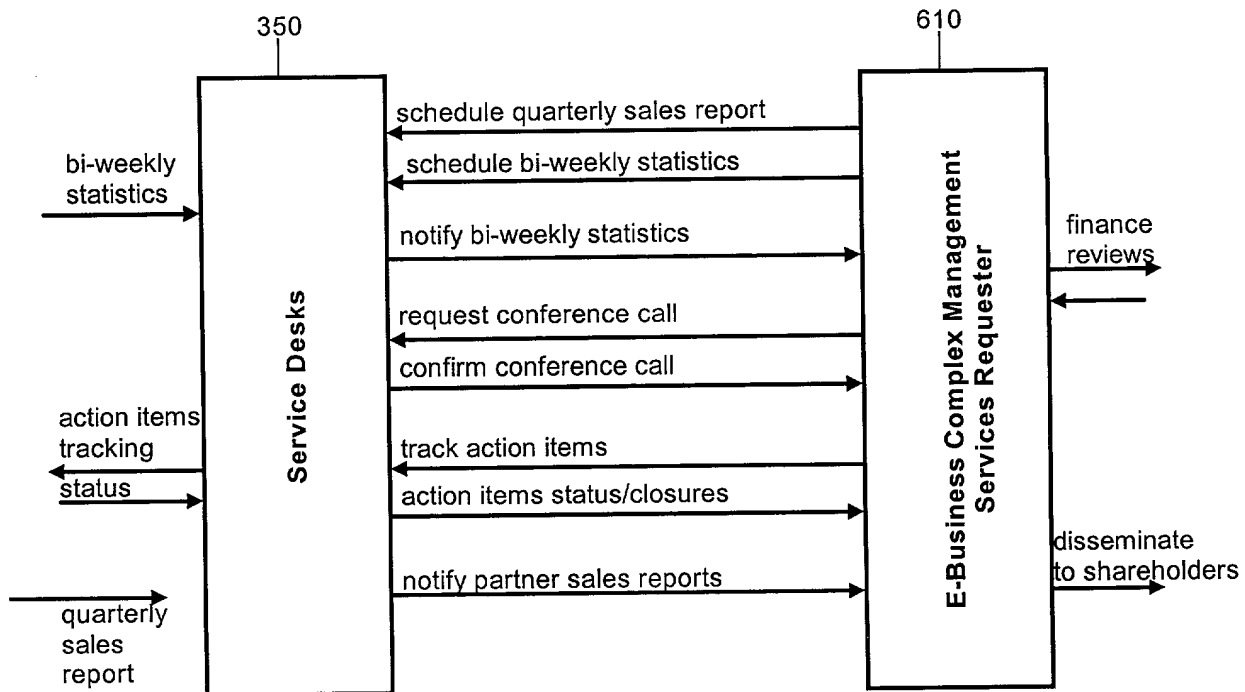 350
610
schedule quarterly sales report
schedule bi-weekly statistics
bi-weekly
statistics
notify bi-weekly statistics
finance
reviews
request conference call
confirm conference call
Service Desks
E-Business Complex Management
Services Requester
action items
tracking
track action items
status
action items status/closures
notify partner sales reports
disseminate
to shareholders
quarterly
sales
report